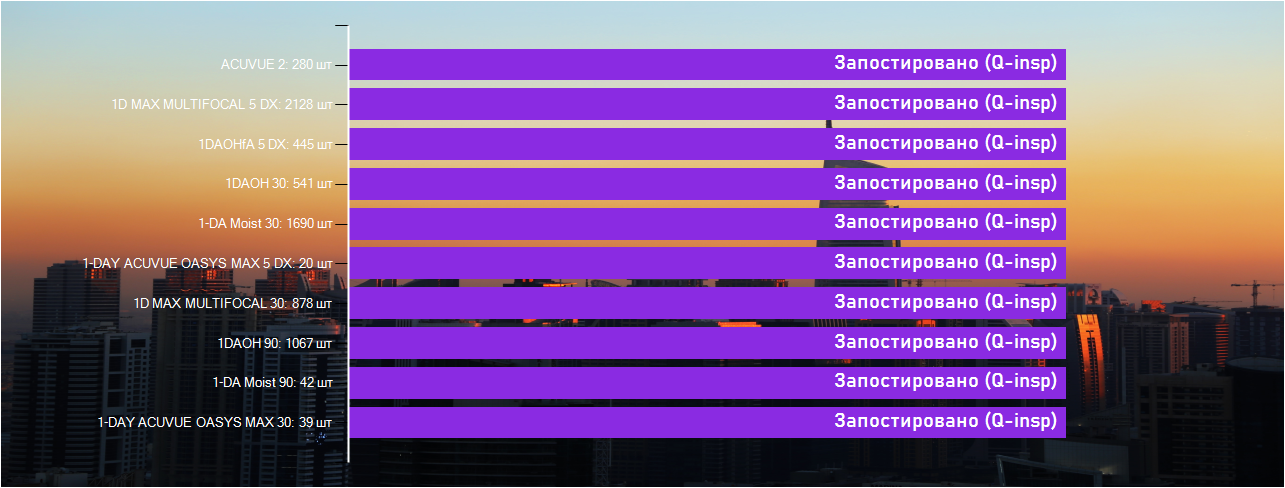 ACUVUE 2: 280 шт Запостировано (Q-insp)
1D MAX MULTIFOCAL 5 DX: 2128 шт Запостировано (Q-insp)
1DAOHfA 5 DX: 445 шт Запостировано (Q-insp)
1DAOH 30: 541 шт Запостировано (Q-insp)
1-DA Moist 30: 1690 шт Запостировано (Q-insp)
1-DAY ACUVUE OASYS MAX 5 DX: 20 шт Запостировано (Q-insp)
1D MAX MULTIFOCAL 30: 878 шт Запостировано (Q-insp)
1DAOH 90: 1067 шт Запостировано (Q-insp)
1-DA Moist 90: 42 шт Запостировано (Q-insp)
1-DAY ACUVUE OASYS MAX 30: 39 шт Запостировано (Q-insp)